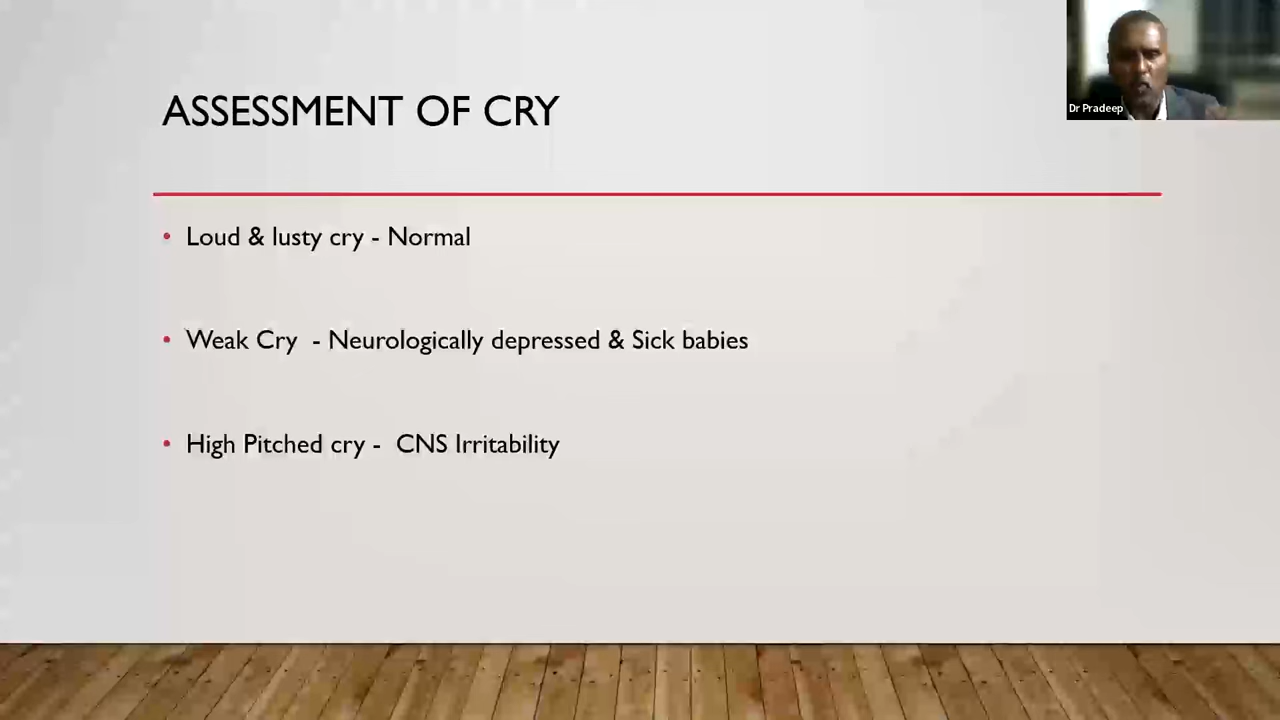 ASSESSMENT OF CRY
Dr Pradeep
• Loud & lusty cry - Normal
• Weak Cry - Neurologically depressed & Sick babies
• High Pitched cry - CNS Irritability